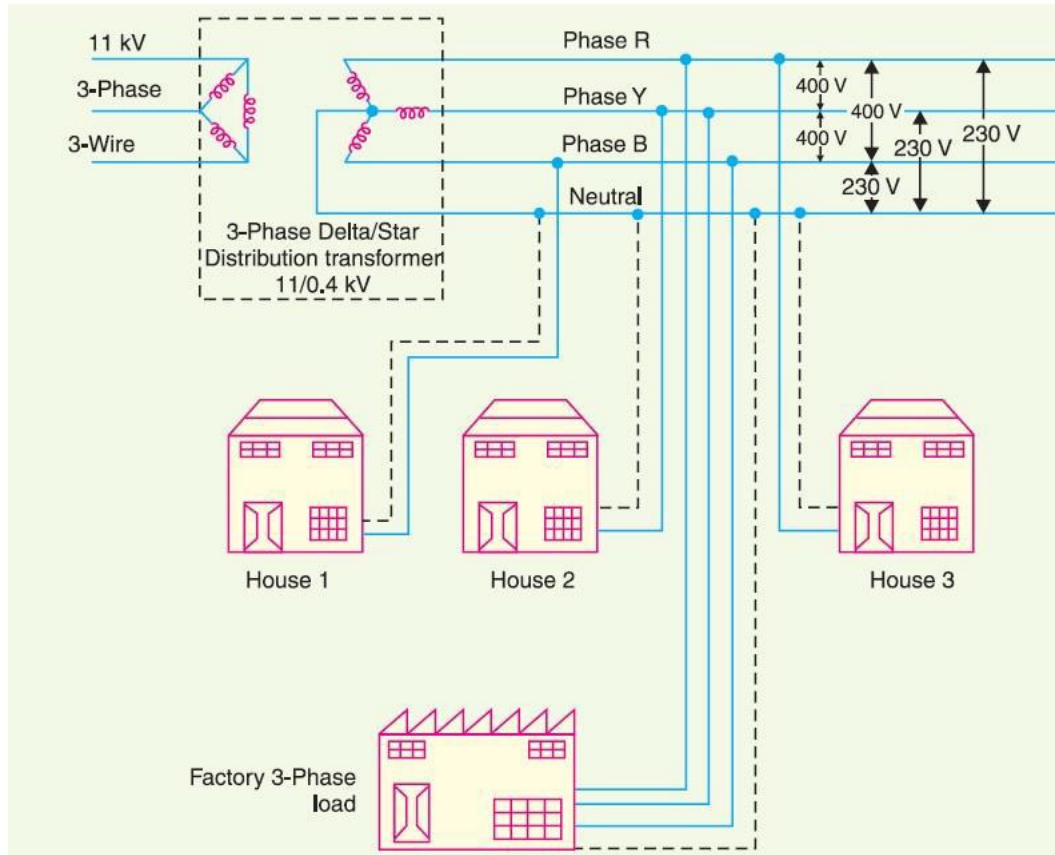 11 kV
3-Phase
3-Wire
3-Phase Delta/Star
Distribution transformer
11/0.4 kV
Phase R
Phase Y
Phase B
Neutral
400 V
400 V
400 V
230 V
230 V
230 V
House 1
House 2
House 3
Factory 3-Phase
load